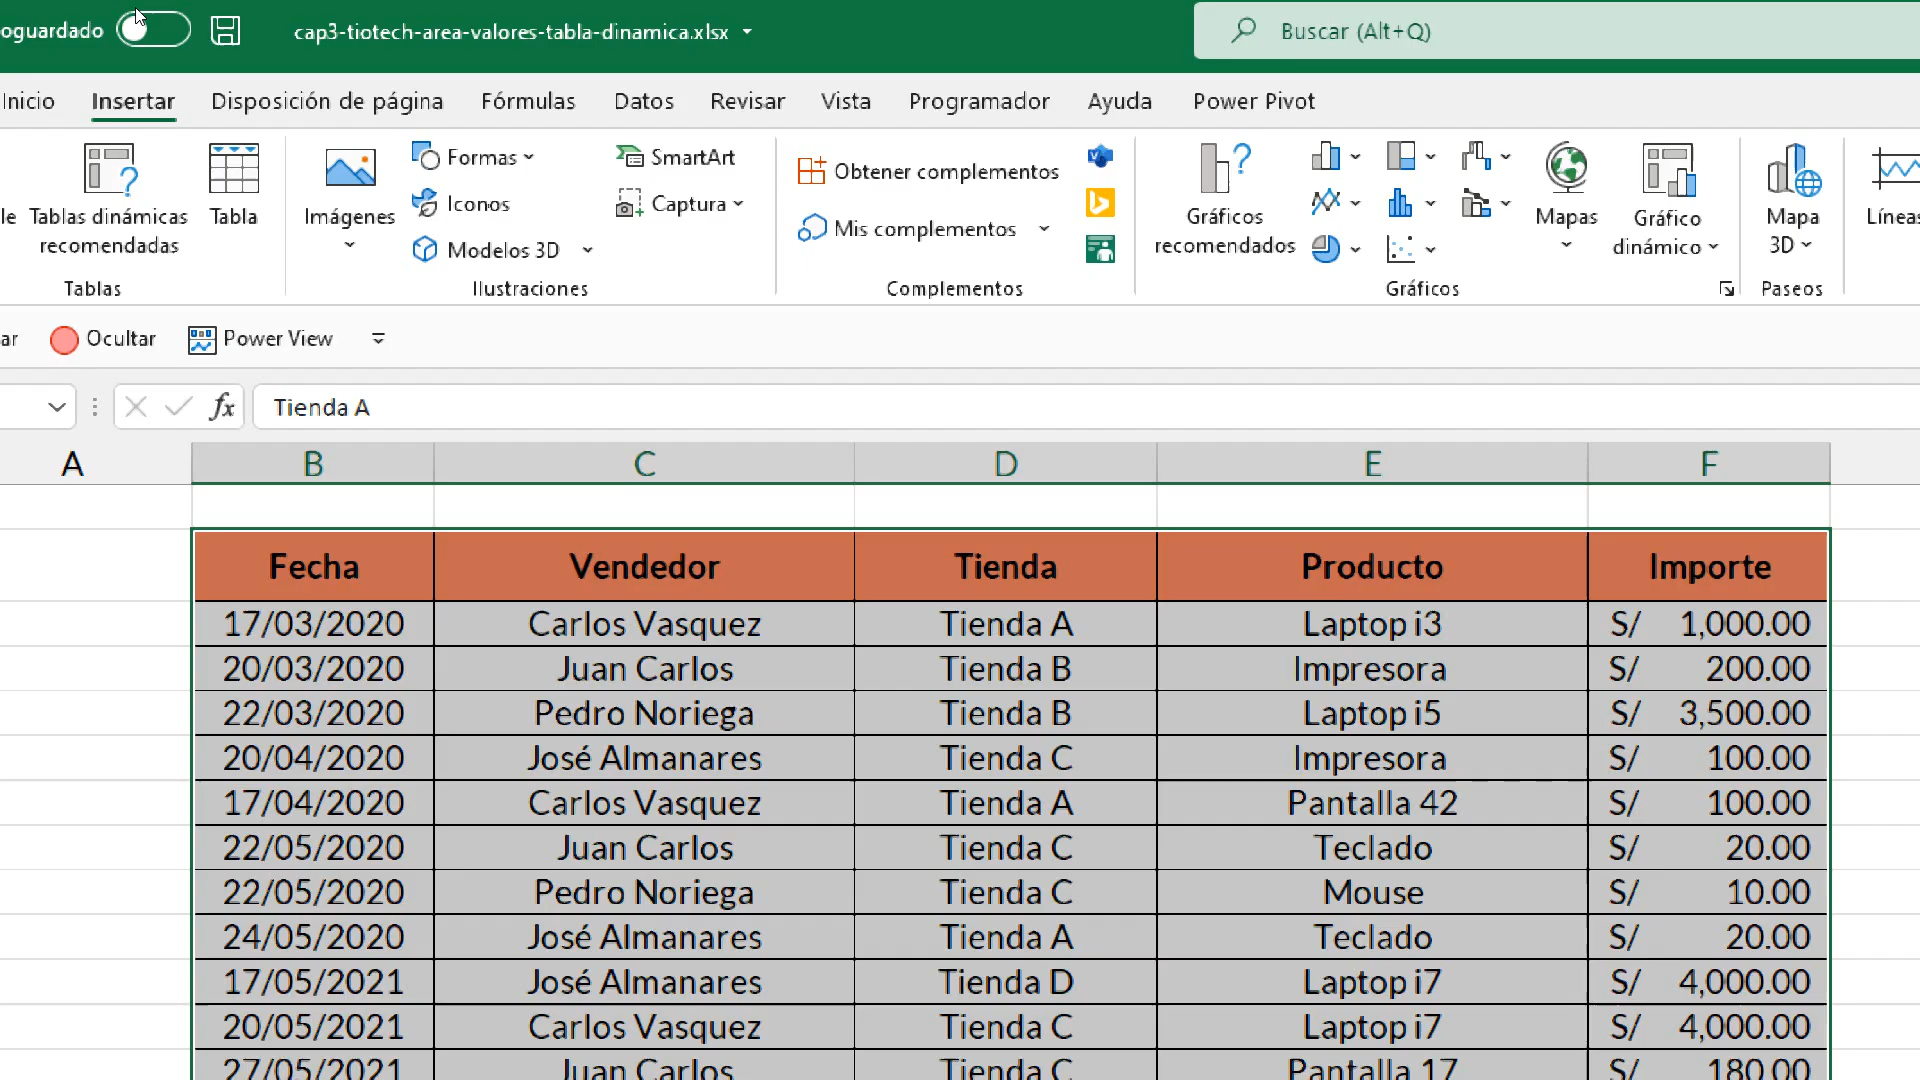 oguardado
cap3-tiotech-area-valores-tabla-dinamica.xlsx
Buscar (Alt+Q)
Inicio Insertar Disposición de página Fórmulas Datos Revisar Vista Programador Ayuda Power Pivot
le
Tablas dinámicas
recomendadas
Tabla
Tablas
Imágenes
Formas
Iconos
Modelos 3D
SmartArt
Captura
Ilustraciones
Obtener complementos
Mis complementos
Complementos
Gráficos
recomendados
Mapas
Gráfico
dinámico
Gráficos
Mapa
3D
Paseos
Líneas
ar Ocultar Power View
fx Tienda A
A B C D E F
Fecha Vendedor Tienda Producto Importe
17/03/2020 Carlos Vasquez Tienda A Laptop i3 S/ 1,000.00
20/03/2020 Juan Carlos Tienda B Impresora S/ 200.00
22/03/2020 Pedro Noriega Tienda B Laptop i5 S/ 3,500.00
20/04/2020 José Almanares Tienda C Impresora S/ 100.00
17/04/2020 Carlos Vasquez Tienda A Pantalla 42 S/ 100.00
22/05/2020 Juan Carlos Tienda C Teclado S/ 20.00
22/05/2020 Pedro Noriega Tienda C Mouse S/ 10.00
24/05/2020 José Almanares Tienda A Teclado S/ 20.00
17/05/2021 José Almanares Tienda D Laptop i7 S/ 4,000.00
20/05/2021 Carlos Vasquez Tienda C Laptop i7 S/ 4,000.00
27/05/2021 Juan Carlos Tienda C Pantalla 17 S/ 180.00